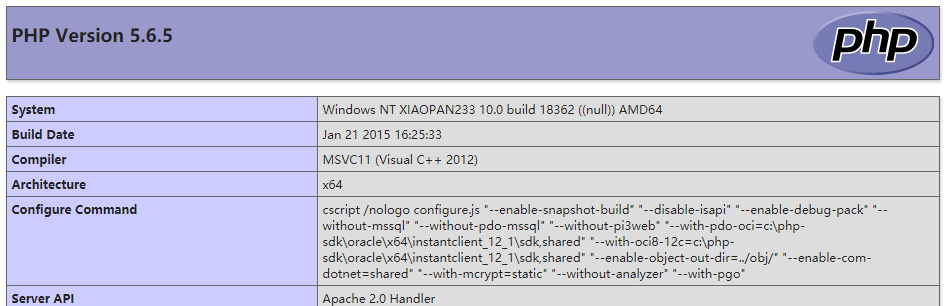 PHP Version 5.6.5
php
System Windows NT XIAOPAN233 10.0 build 18362 ((null)) AMD64
Build Date Jan 21 2015 16:25:33
Compiler MSVC11 (Visual C++ 2012)
Architecture x64
Configure Command cscript /nologo configure.js "--enable-snapshot-build" "--disable-isapi" "--enable-debug-pack" "--
without-mssql" "--without-pdo-mssql" "--without-pi3web" "--with-pdo-oci=c:\php-
sdk\oracle\x64\instantclient_12_1\sdk,shared" "--with-oci8-12c=c:\php-
sdk\oracle\x64\instantclient_12_1\sdk,shared" "--enable-object-out-dir=../obj/" "--enable-com-
dotnet=shared" "--with-mcrypt=static" "--without-analyzer" "--with-pgo"
Server API Apache 2.0 Handler